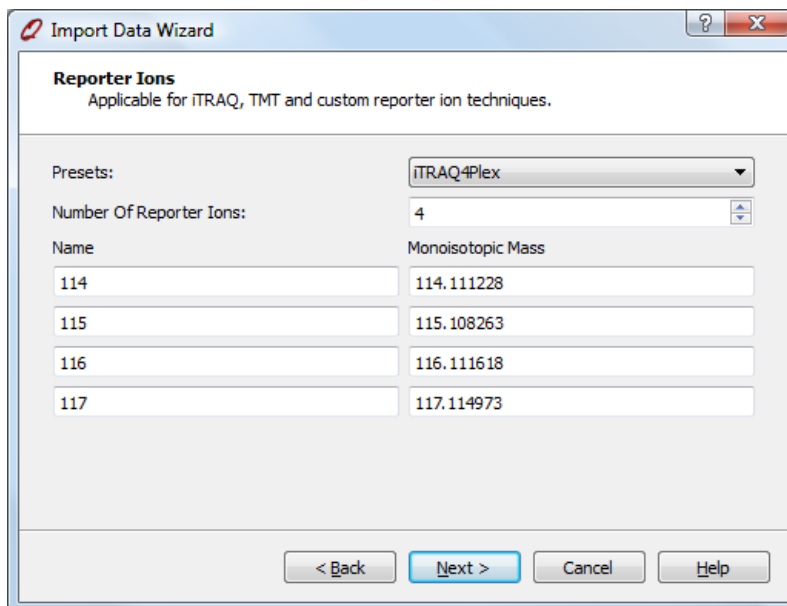 Import Data Wizard
Reporter Ions
Applicable for iTRAQ, TMT and custom reporter ion techniques.
Presets: iTRAQ4Plex
Number Of Reporter Ions: 4
Name Monoisotopic Mass
114 114.111228
115 115.108263
116 116.111618
117 117.114973
< Back Next > Cancel Help